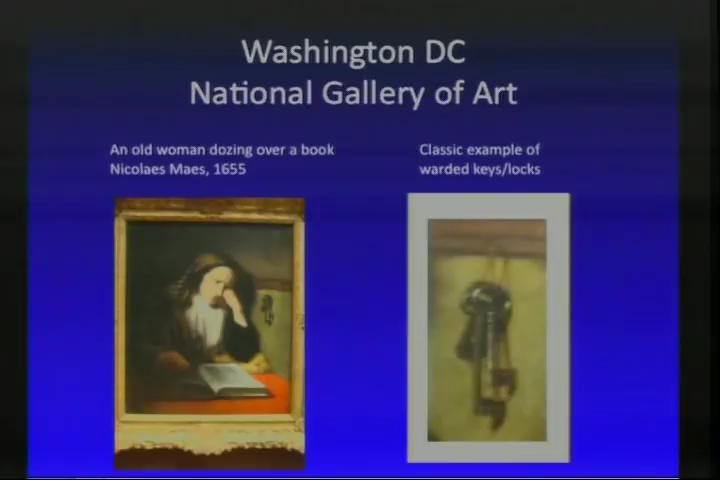 Washington DC
National Gallery of Art
An old woman dozing over a book
Nicolaes Maes, 1655
Classic example of
warded keys/locks